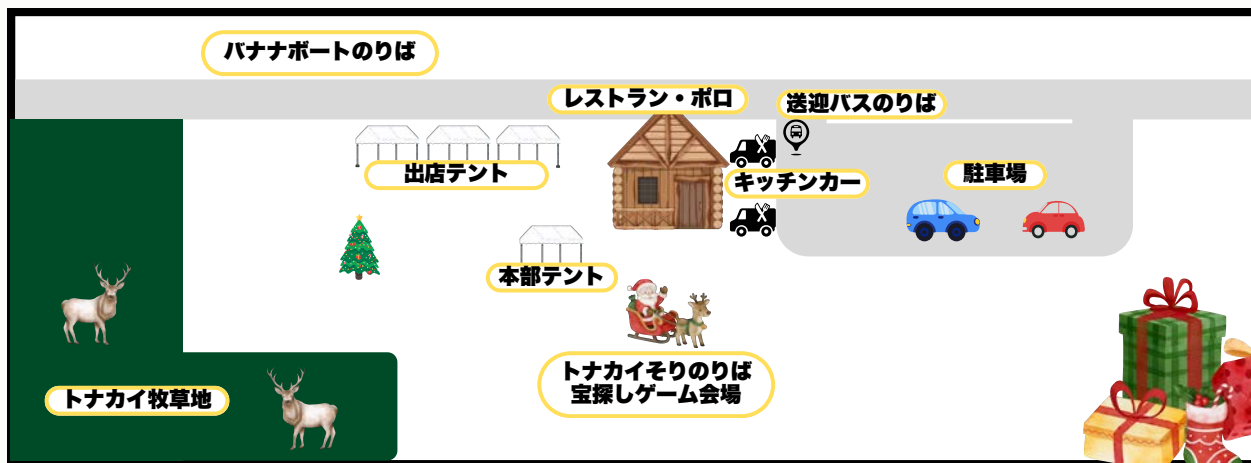 バナナボートのりば
レストラン・ポロ
送迎バスのりば
出店テント
キッチンカー
駐車場
本部テント
トナカイそりのりば
宝探しゲーム会場
トナカイ牧草地